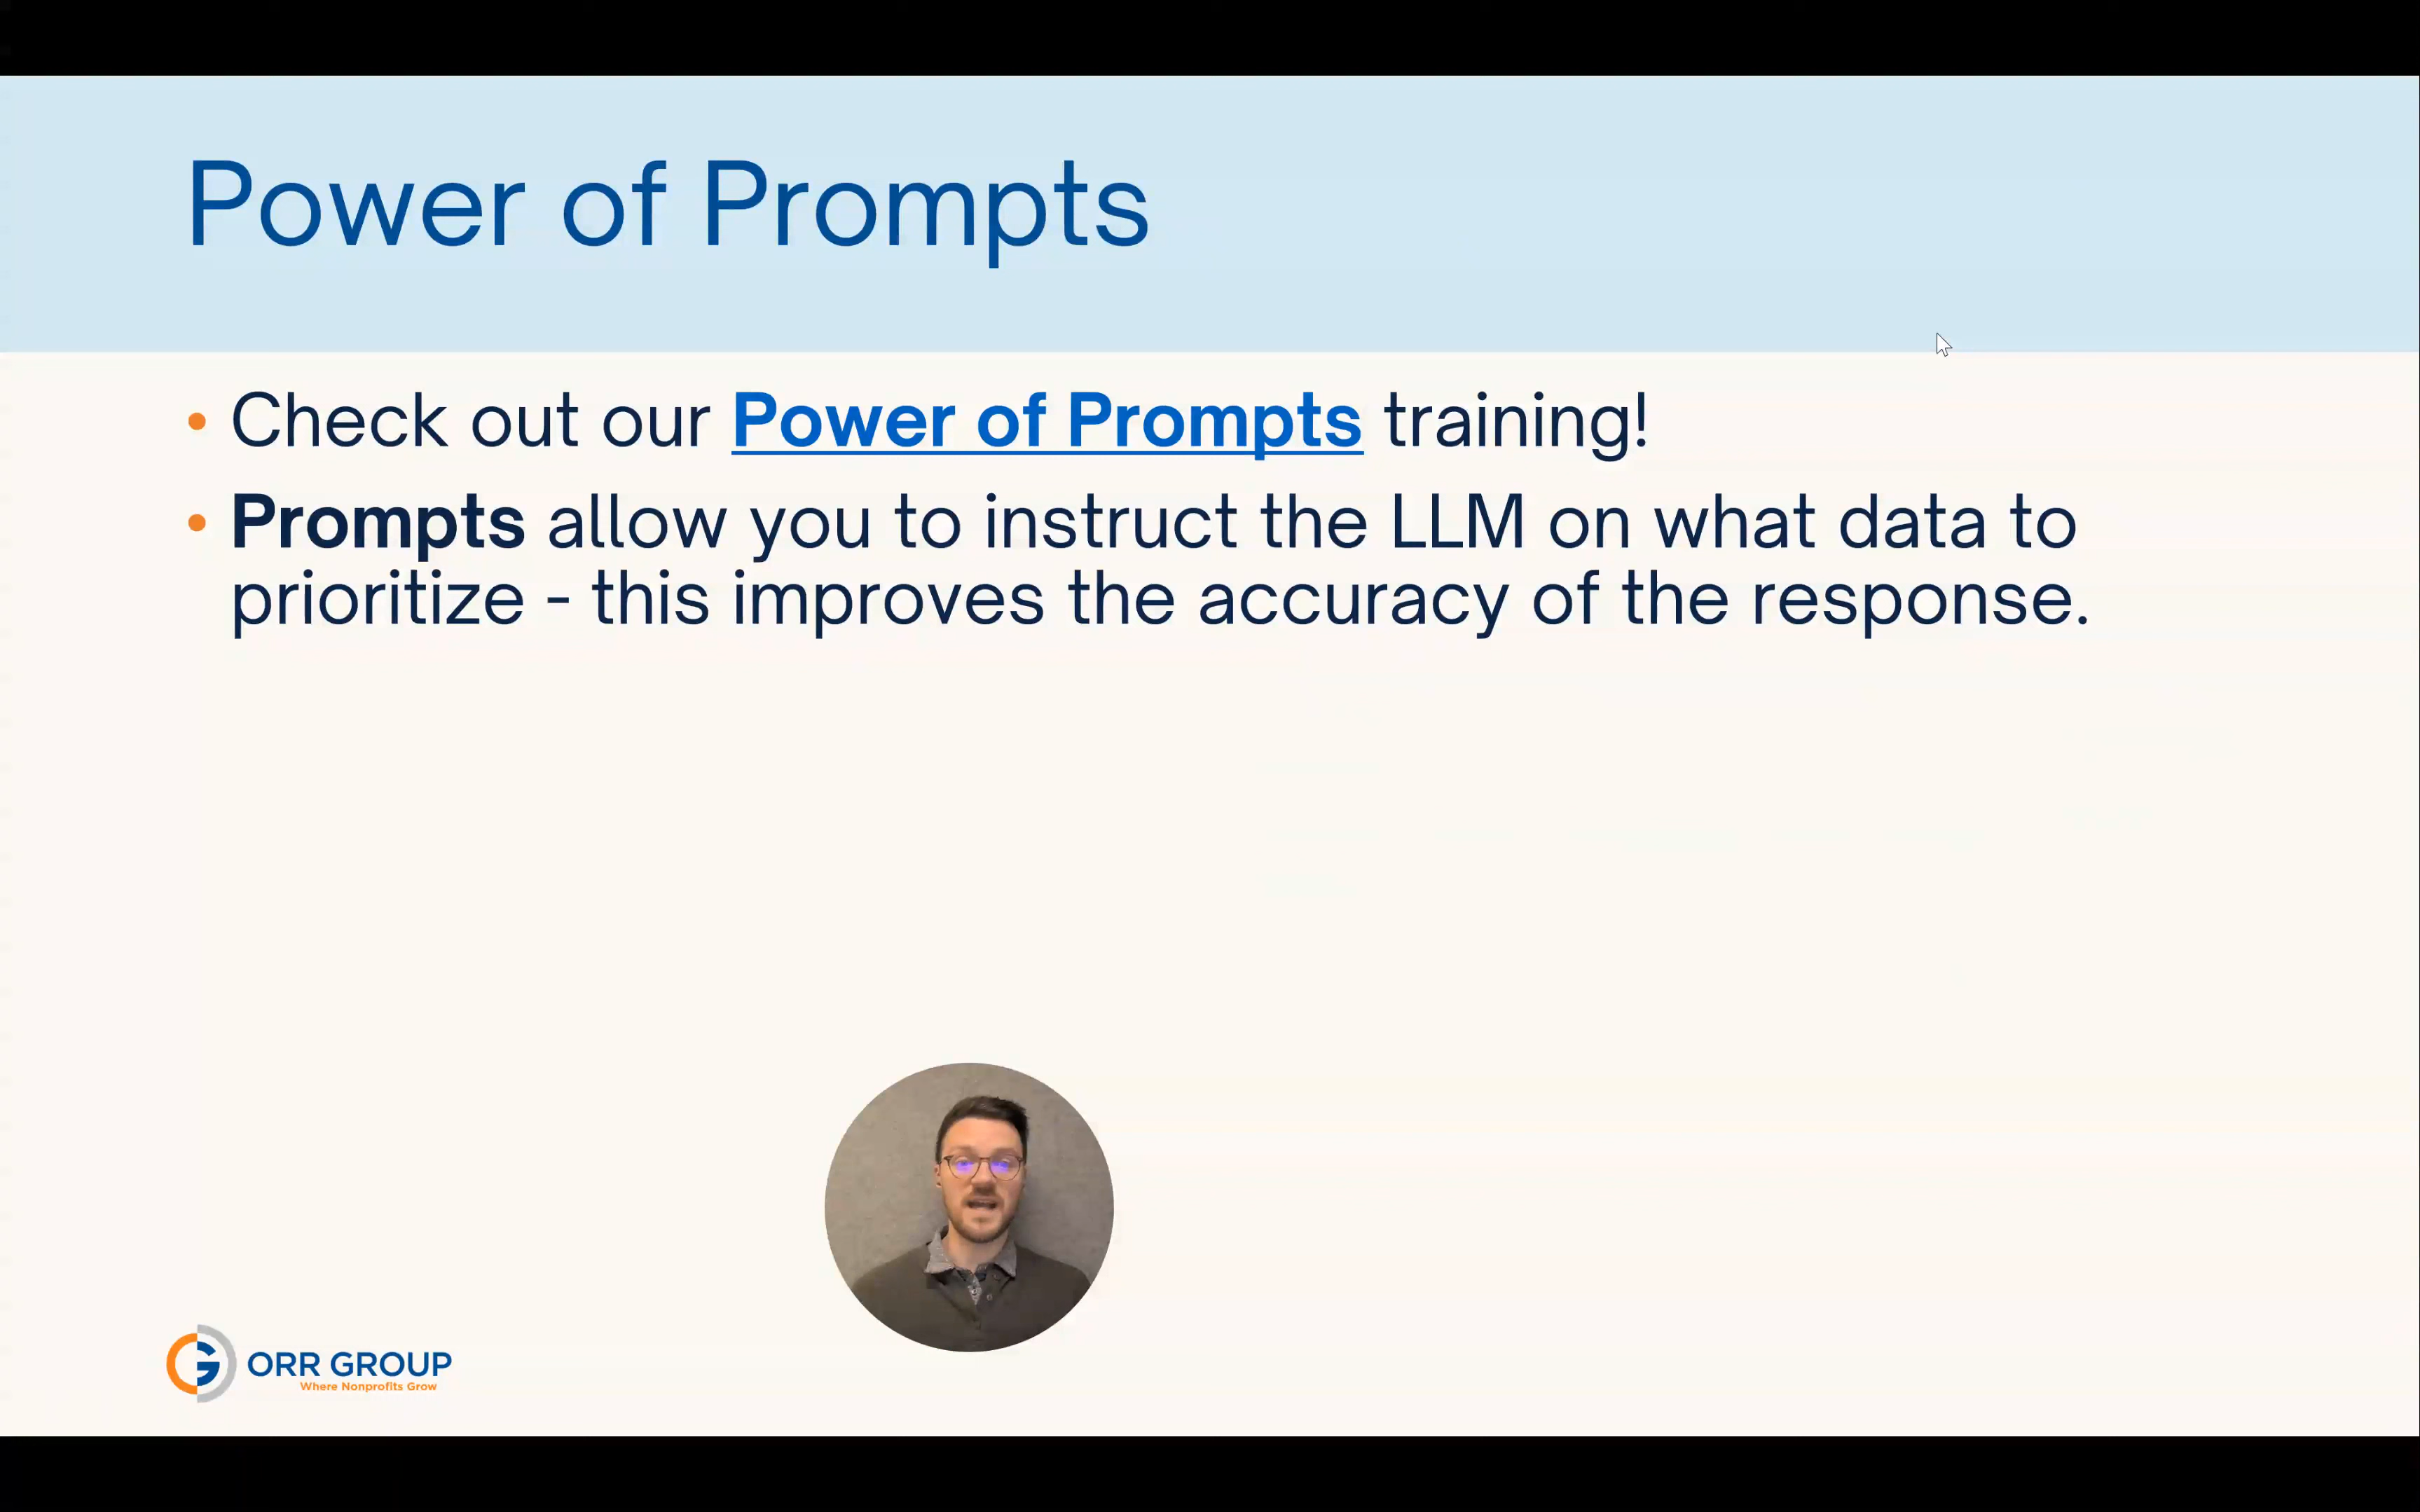 Power of Prompts
• Check out our Power of Prompts training!
• Prompts allow you to instruct the LLM on what data to
prioritize - this improves the accuracy of the response.
ORR GROUP
Where Nonprofits Grow